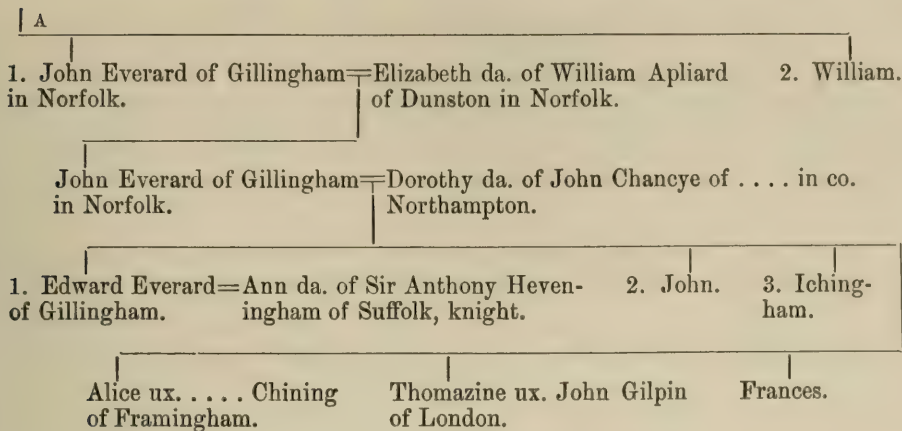 A
1. John Everard of Gillingham=Elizabeth da. of William Apliard 2. William.
in Norfolk. of Dunston in Norfolk.
John Everard of Gillingham=Dorothy da. of John Chancye of . . . . in co.
in Norfolk. Northampton.
1. Edward Everard=Ann da. of Sir Anthony Heven- 2. John. 3. Iching-
of Gillingham. ingham of Suffolk, knight. ham.
Alice ux. . . . . Chining Thomazine ux. John Gilpin Frances.
of Framingham. of London.